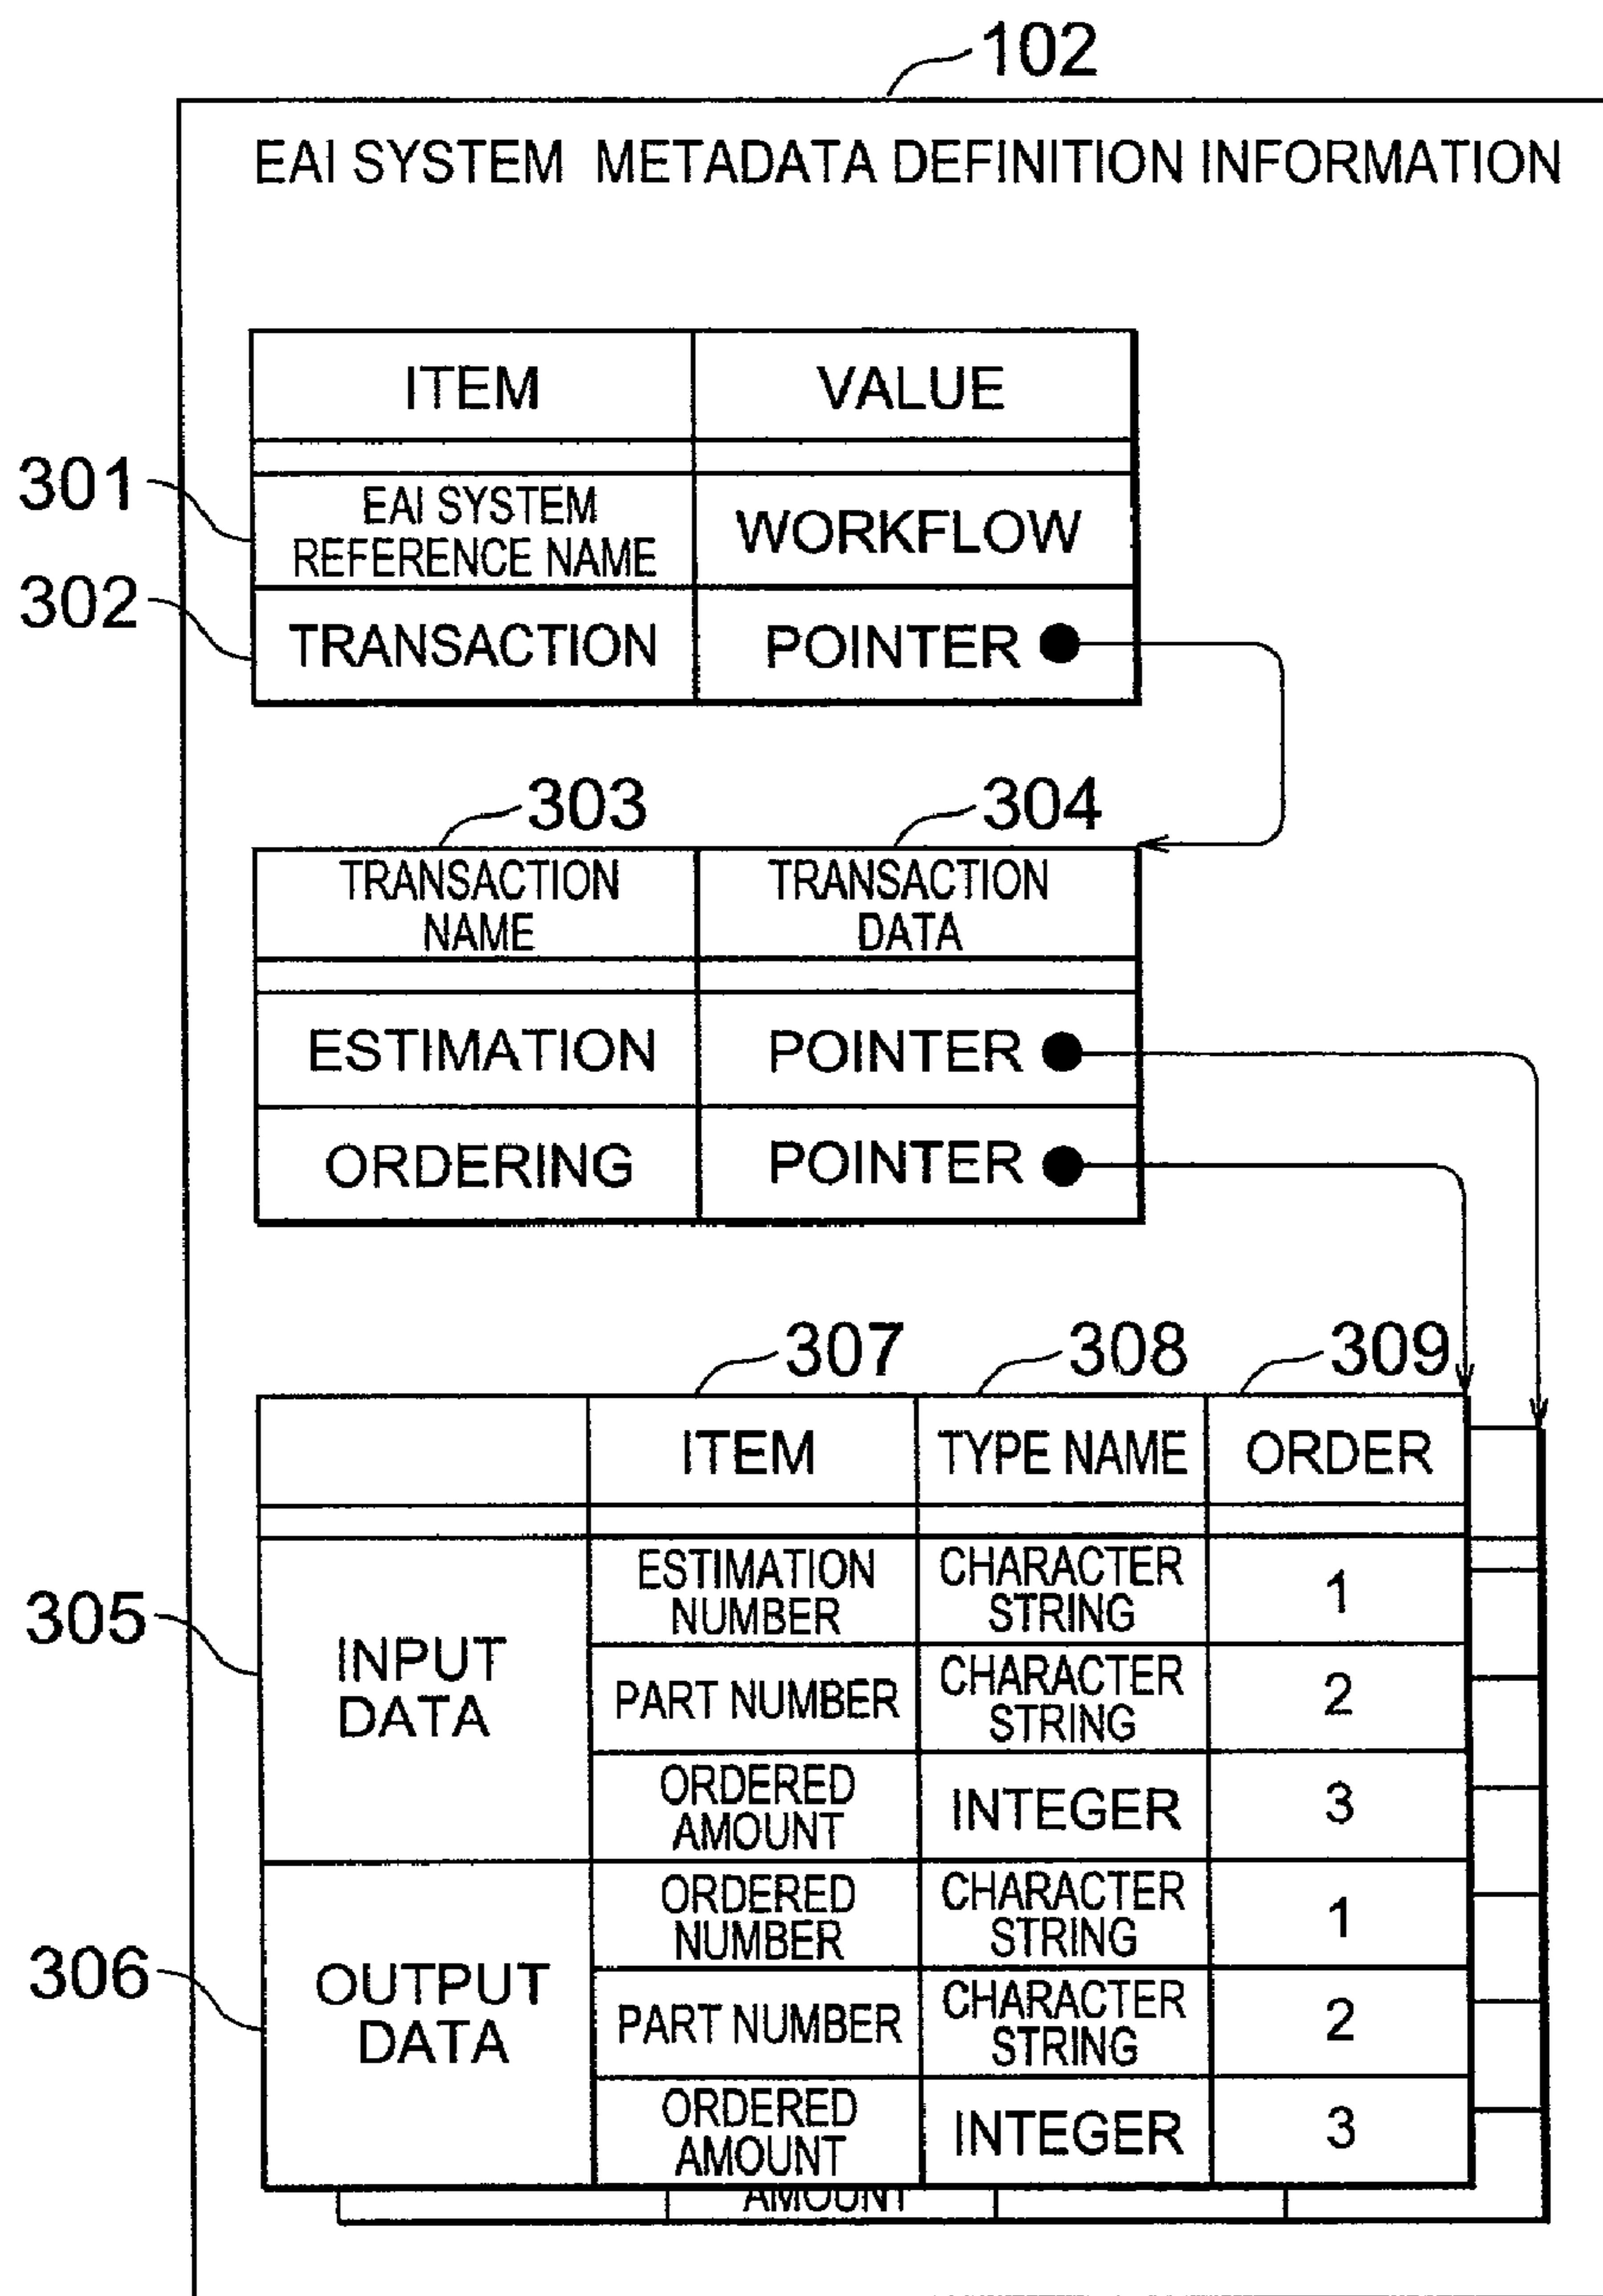 102
EAI SYSTEM METADATA DEFINITION INFORMATION
ITEM VALUE
301
EAI SYSTEM
REFERENCE NAME
WORKFLOW
302
TRANSACTION POINTER
303 304
TRANSACTION
NAME
TRANSACTION
DATA
ESTIMATION POINTER
ORDERING POINTER
307 308 309
ITEM TYPE NAME ORDER
305
INPUT
DATA
ESTIMATION
NUMBER
CHARACTER
STRING
1
PART NUMBER
CHARACTER
STRING
2
ORDERED
AMOUNT
INTEGER
3
306
OUTPUT
DATA
ORDERED
NUMBER
CHARACTER
STRING
1
PART NUMBER
CHARACTER
STRING
2
ORDERED
AMOUNT
INTEGER
3
AMOUNT